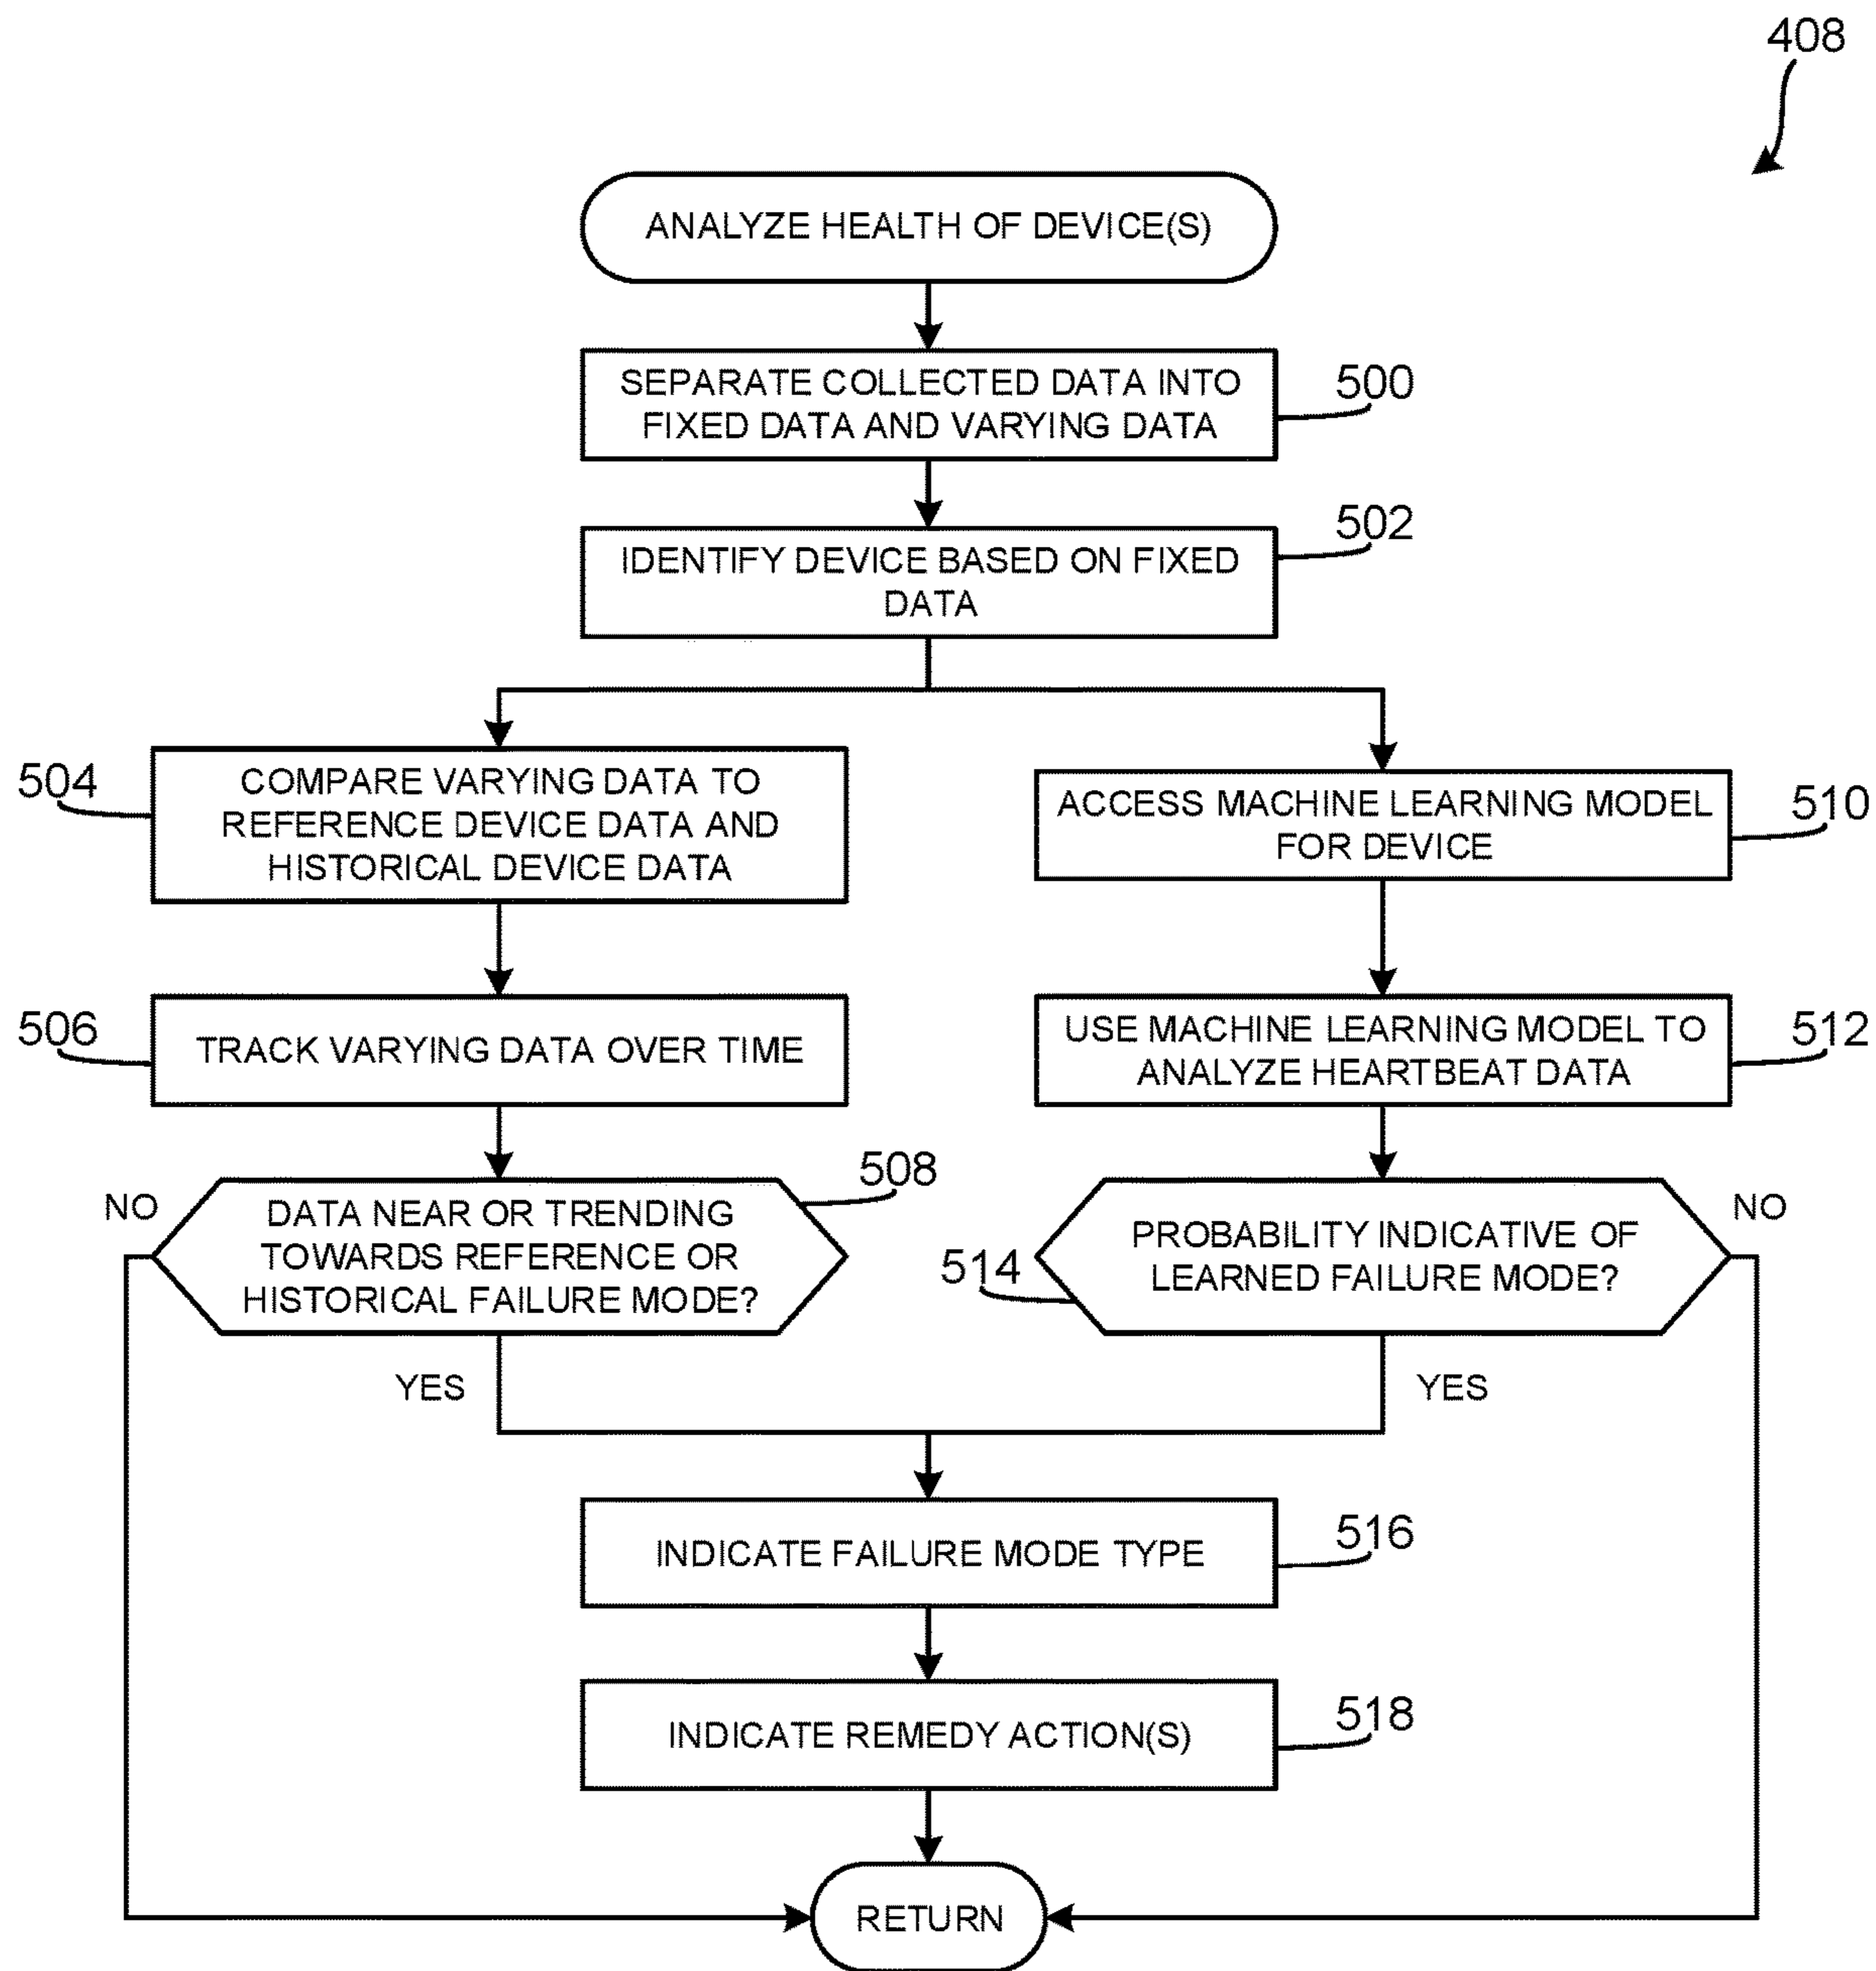 408
ANALYZE HEALTH OF DEVICE(S)
SEPARATE COLLECTED DATA INTO
FIXED DATA AND VARYING DATA
500
IDENTIFY DEVICE BASED ON FIXED
DATA
502
504
COMPARE VARYING DATA TO
REFERENCE DEVICE DATA AND
HISTORICAL DEVICE DATA
ACCESS MACHINE LEARNING MODEL
FOR DEVICE
510
506
TRACK VARYING DATA OVER TIME
USE MACHINE LEARNING MODEL TO
ANALYZE HEARTBEAT DATA
512
NO
DATA NEAR OR TRENDING
TOWARDS REFERENCE OR
HISTORICAL FAILURE MODE?
508
514
PROBABILITY INDICATIVE OF
LEARNED FAILURE MODE?
NO
YES
YES
INDICATE FAILURE MODE TYPE
516
INDICATE REMEDY ACTION(S)
518
RETURN